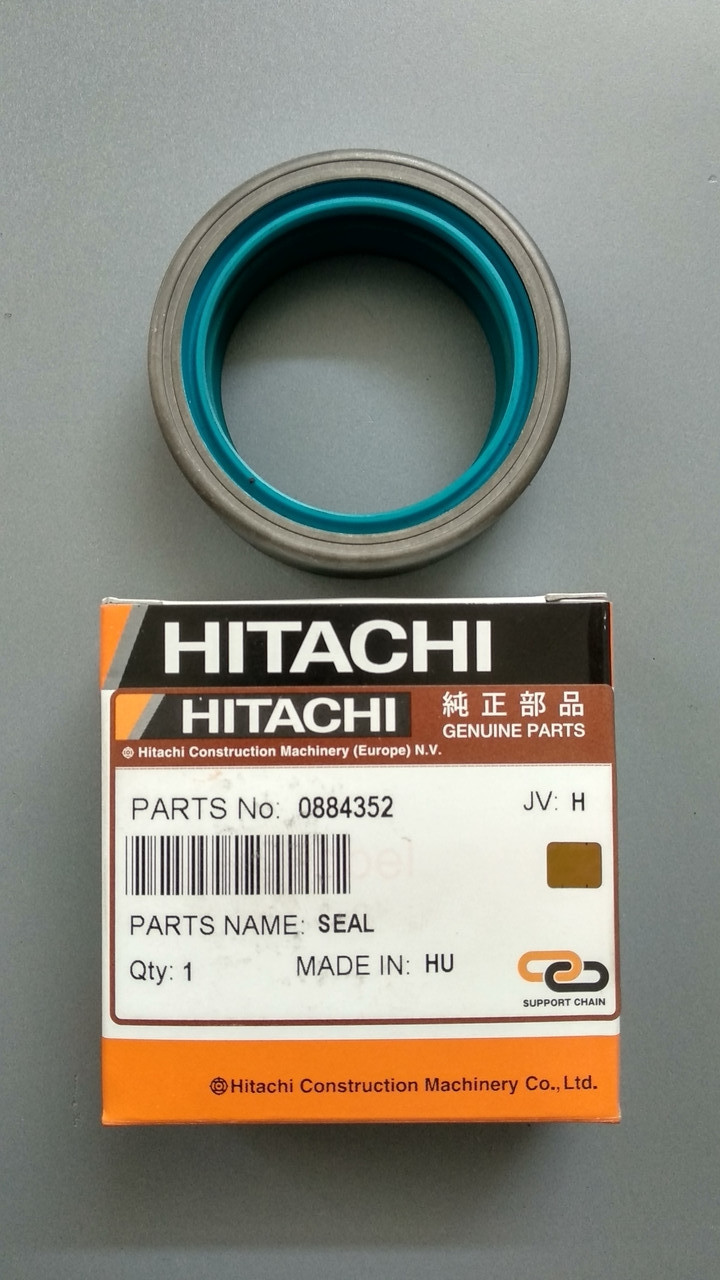 HITACHI
HITACHI
純正部品
GENUINE PARTS
Hitachi Construction Machinery (Europe) N.V.
PARTS No: 0884352 JV: H
PARTS NAME: SEAL
Qty: 1 MADE IN: HU
SUPPORT CHAIN
Hitachi Construction Machinery Co., Ltd.